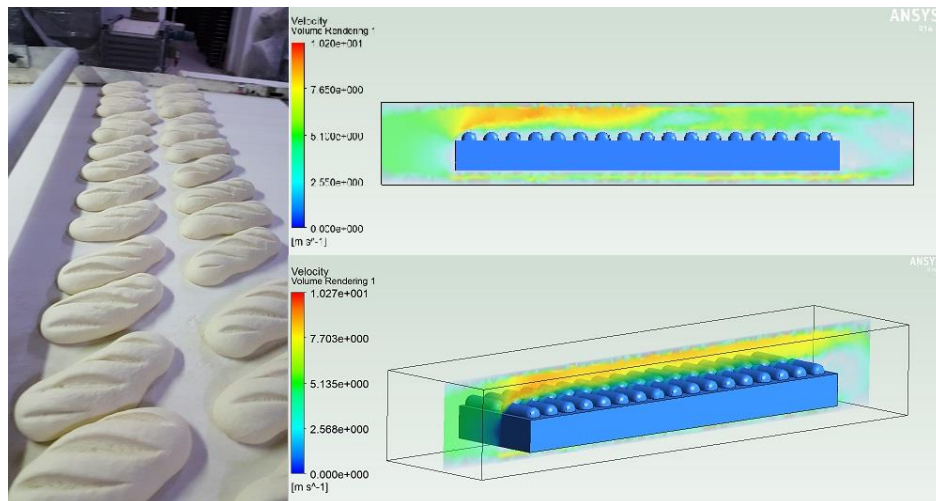 Velocity
Volume Rendering 1
1.020e+001
7.650e+000
5.100e+000
2.550e+000
0.000e+000
[m s^-1]
ANSYS
Velocity
Volume Rendering 1
1.027e+001
7.703e+000
5.135e+000
2.568e+000
0.000e+000
[m s^-1]
ANSYS